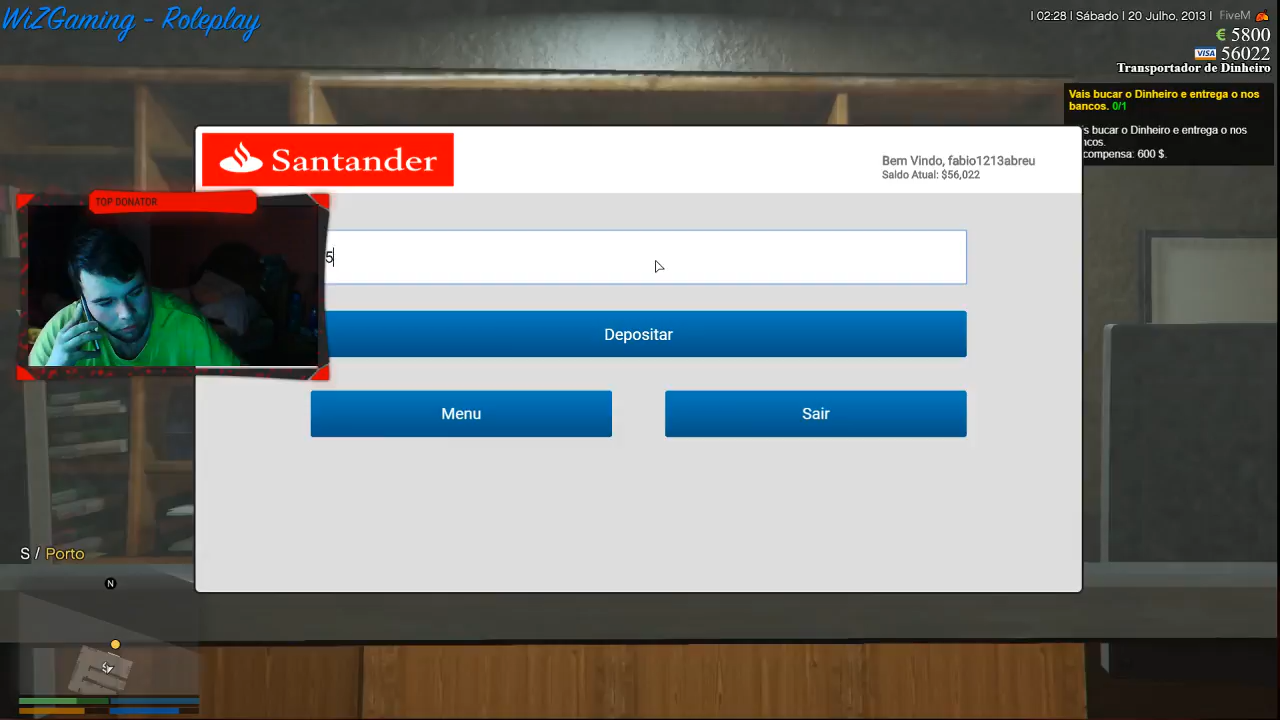 WiZGaming - Roleplay
| 02:28 | Sábado | 20 Julho, 2013 | FiveM
€ 5800
VISA 56022
Transportador de Dinheiro
Vais bucar o Dinheiro e entrega o nos
bancos. 0/1
s bucar o Dinheiro e entrega o nos
ncos.
compensa: 600 $.
Santander
Bem Vindo, fabio1213abreu
Saldo Atual: $56,022
TOP DONATOR
5
Depositar
Menu
Sair
S / Porto
N